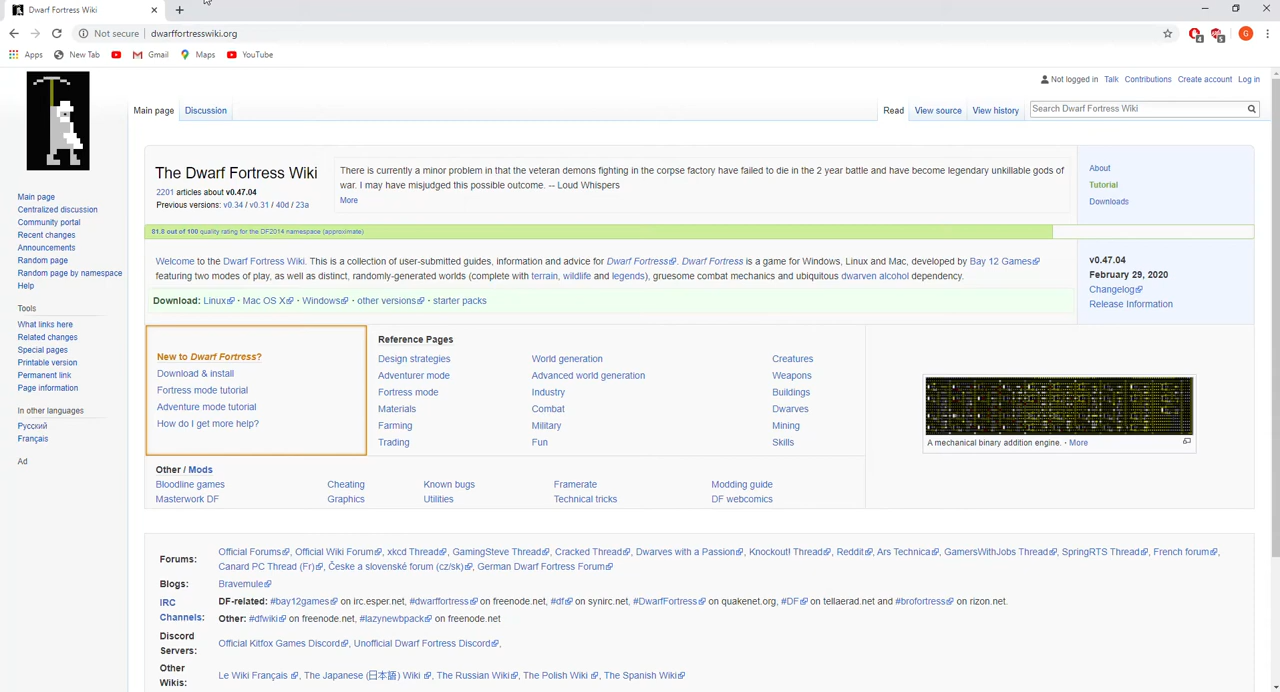 Dwarf Fortress Wiki
Not secure | dwarffortresswiki.org
4
5
G
Apps New Tab Gmail Maps YouTube
Not logged in Talk Contributions Create account Log in
Main page Discussion Read View source View history Search Dwarf Fortress Wiki
The Dwarf Fortress Wiki
2201 articles about v0.47.04
Previous versions: v0.34 / v0.31 / 40d / 23a
There is currently a minor problem in that the veteran demons fighting in the corpse factory have failed to die in the 2 year battle and have become legendary unkillable gods of
war. I may have misjudged this possible outcome. -- Loud Whispers
More
About
Tutorial
Downloads
81.8 out of 100 quality rating for the DF2014 namespace (approximate)
Welcome to the Dwarf Fortress Wiki. This is a collection of user-submitted guides, information and advice for Dwarf Fortress. Dwarf Fortress is a game for Windows, Linux and Mac, developed by Bay 12 Games
featuring two modes of play, as well as distinct, randomly-generated worlds (complete with terrain, wildlife and legends), gruesome combat mechanics and ubiquitous dwarven alcohol dependency.
Download: Linux · Mac OS X · Windows · other versions · starter packs
v0.47.04
February 29, 2020
Changelog
Release Information
Main page
Centralized discussion
Community portal
Recent changes
Announcements
Random page
Random page by namespace
Help
Tools
What links here
Related changes
Special pages
Printable version
Permanent link
Page information
In other languages
Русский
Français
Ad
New to Dwarf Fortress?
Download & install
Fortress mode tutorial
Adventure mode tutorial
How do I get more help?
Reference Pages
Design strategies World generation Creatures
Adventurer mode Advanced world generation Weapons
Fortress mode Industry Buildings
Materials Combat Dwarves
Farming Military Mining
Trading Fun Skills
A mechanical binary addition engine. · More
Other / Mods
Bloodline games Cheating Known bugs Framerate Modding guide
Masterwork DF Graphics Utilities Technical tricks DF webcomics
Forums: Official Forums, Official Wiki Forum, xkcd Thread, GamingSteve Thread, Cracked Thread, Dwarves with a Passion, Knockout! Thread, Reddit, Ars Technica, GamersWithJobs Thread, SpringRTS Thread, French forum,
Canard PC Thread (Fr), České a slovenské forum (cz/sk), German Dwarf Fortress Forum
Blogs: Bravemule
IRC Channels: DF-related: #bay12games on irc.esper.net, #dwarffortress on freenode.net, #df on synirc.net, #DwarfFortress on quakenet.org, #DF on tellaerad.net and #brofortress on rizon.net.
Other: #dfwiki on freenode.net, #lazynewbpack on freenode.net
Discord Servers: Official Kitfox Games Discord, Unofficial Dwarf Fortress Discord,
Other Wikis: Le Wiki Français, The Japanese (日本語) Wiki, The Russian Wiki, The Polish Wiki, The Spanish Wiki